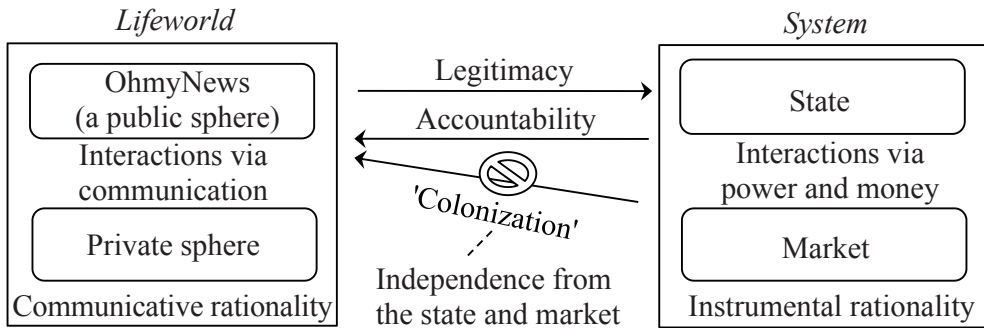 Lifeworld
OhmyNews
(a public sphere)
Interactions via
communication
Private sphere
Communicative rationality
Legitimacy
Accountability
'Colonization'
Independence from
the state and market
System
State
Interactions via
power and money
Market
Instrumental rationality